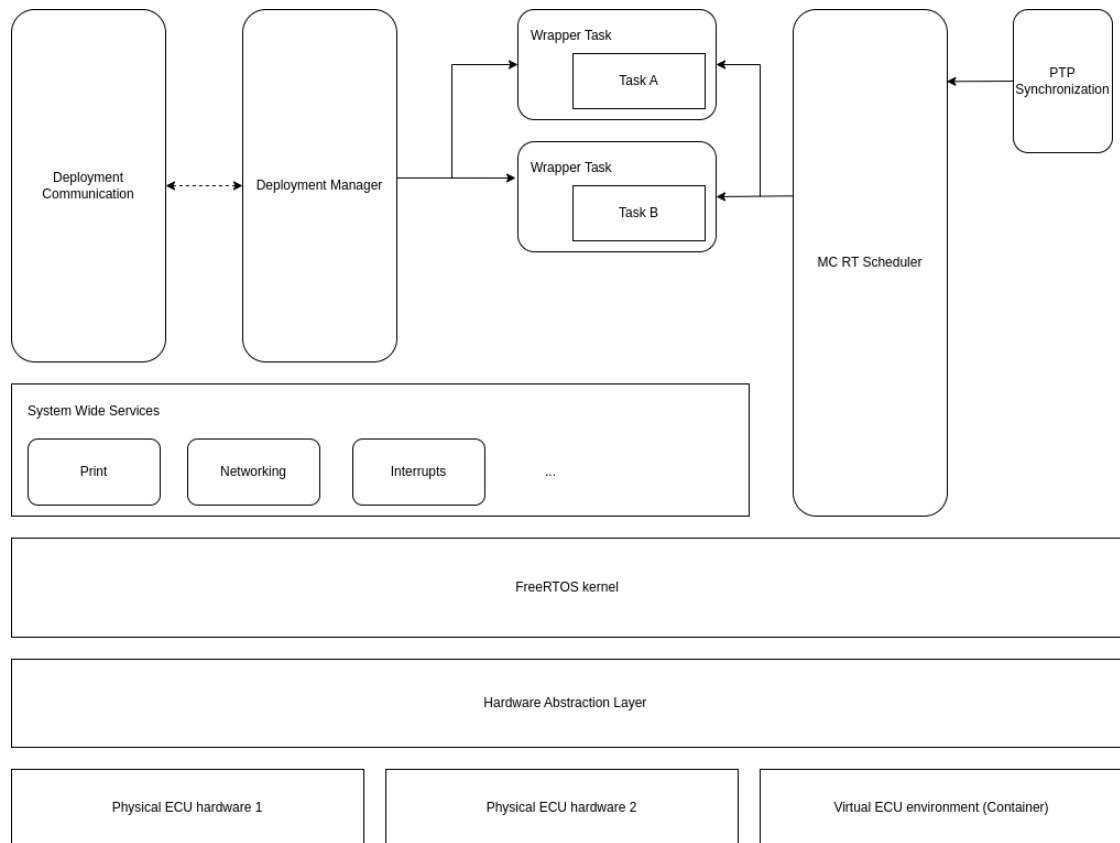 Deployment
Communication
Deployment Manager
Wrapper Task
Task A
Wrapper Task
Task B
MC RT Scheduler
PTP
Synchronization
System Wide Services
Print
Networking
Interrupts
...
FreeRTOS kernel
Hardware Abstraction Layer
Physical ECU hardware 1
Physical ECU hardware 2
Virtual ECU environment (Container)